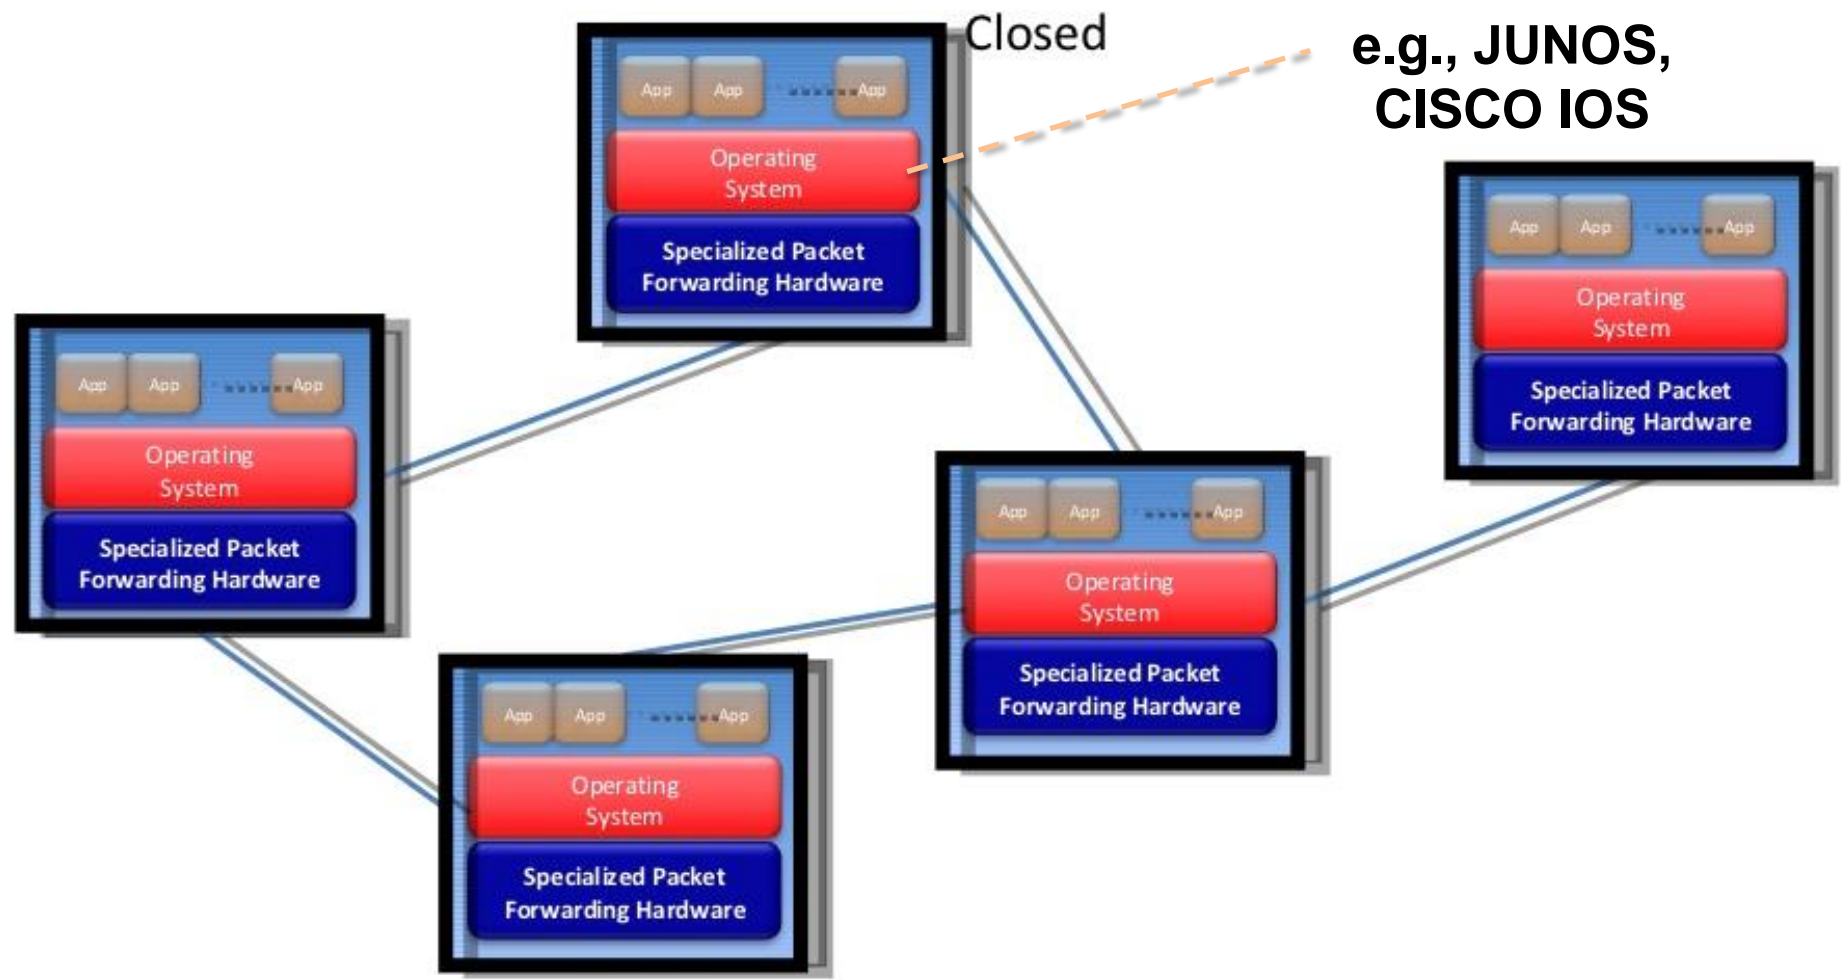 Closed
e.g., JUNOS,
CISCO IOS
App App App
Operating
System
Specialized Packet
Forwarding Hardware
App App App
Operating
System
Specialized Packet
Forwarding Hardware
App App App
Operating
System
Specialized Packet
Forwarding Hardware
App App App
Operating
System
Specialized Packet
Forwarding Hardware
App App App
Operating
System
Specialized Packet
Forwarding Hardware